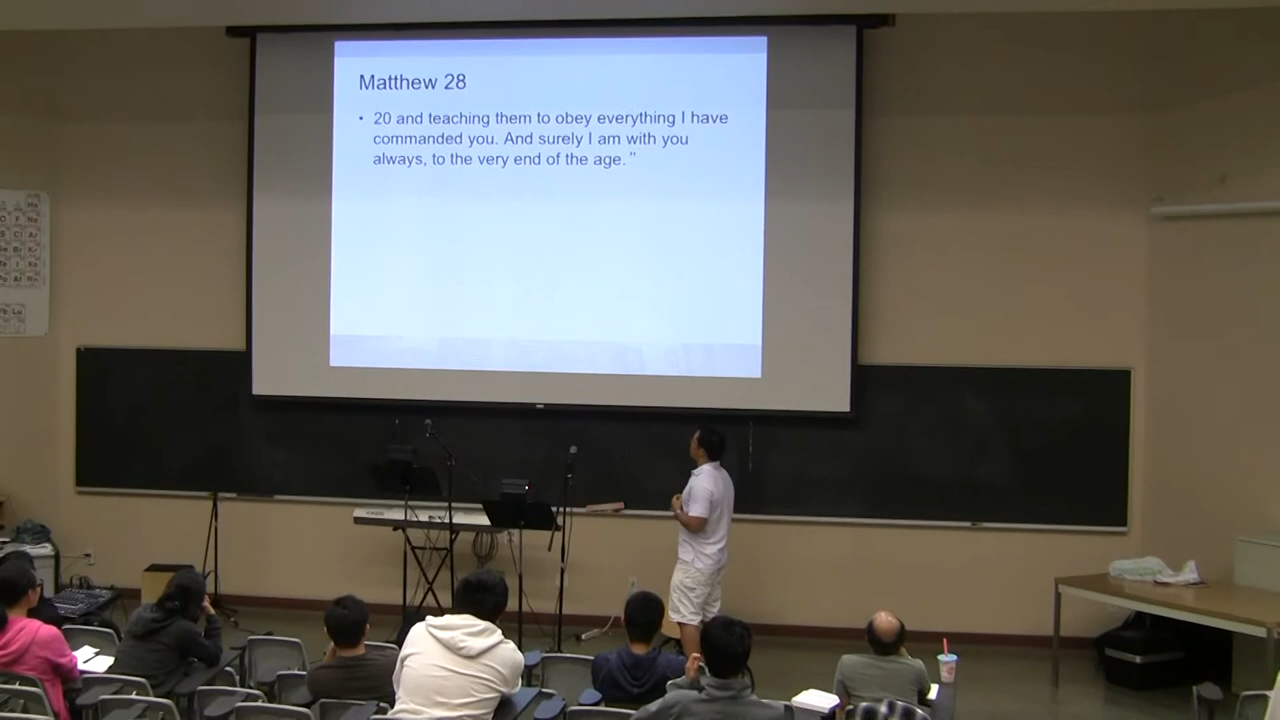 Matthew 28
• 20 and teaching them to obey everything I have
commanded you. And surely I am with you
always, to the very end of the age. ”